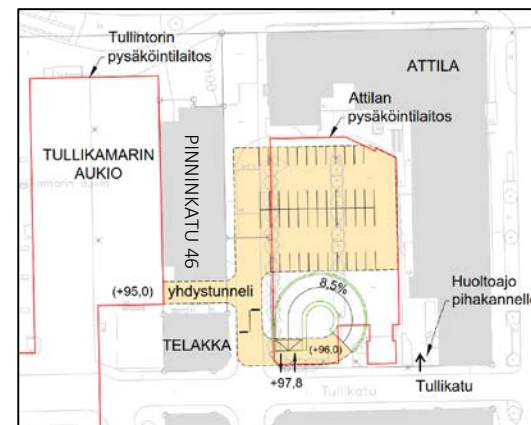 Tullintorin
pysäköintilaitos
ATTILA
Attilan
pysäköintilaitos
TULLIKAMARIN
AUKIO
PINNINKATU 46
(+95,0)
yhdystunneli
8,5%
Huoltoajo
pihakannelle
TELAKKA
(+96,0)
+97,8
Tullikatu
Tullikatu